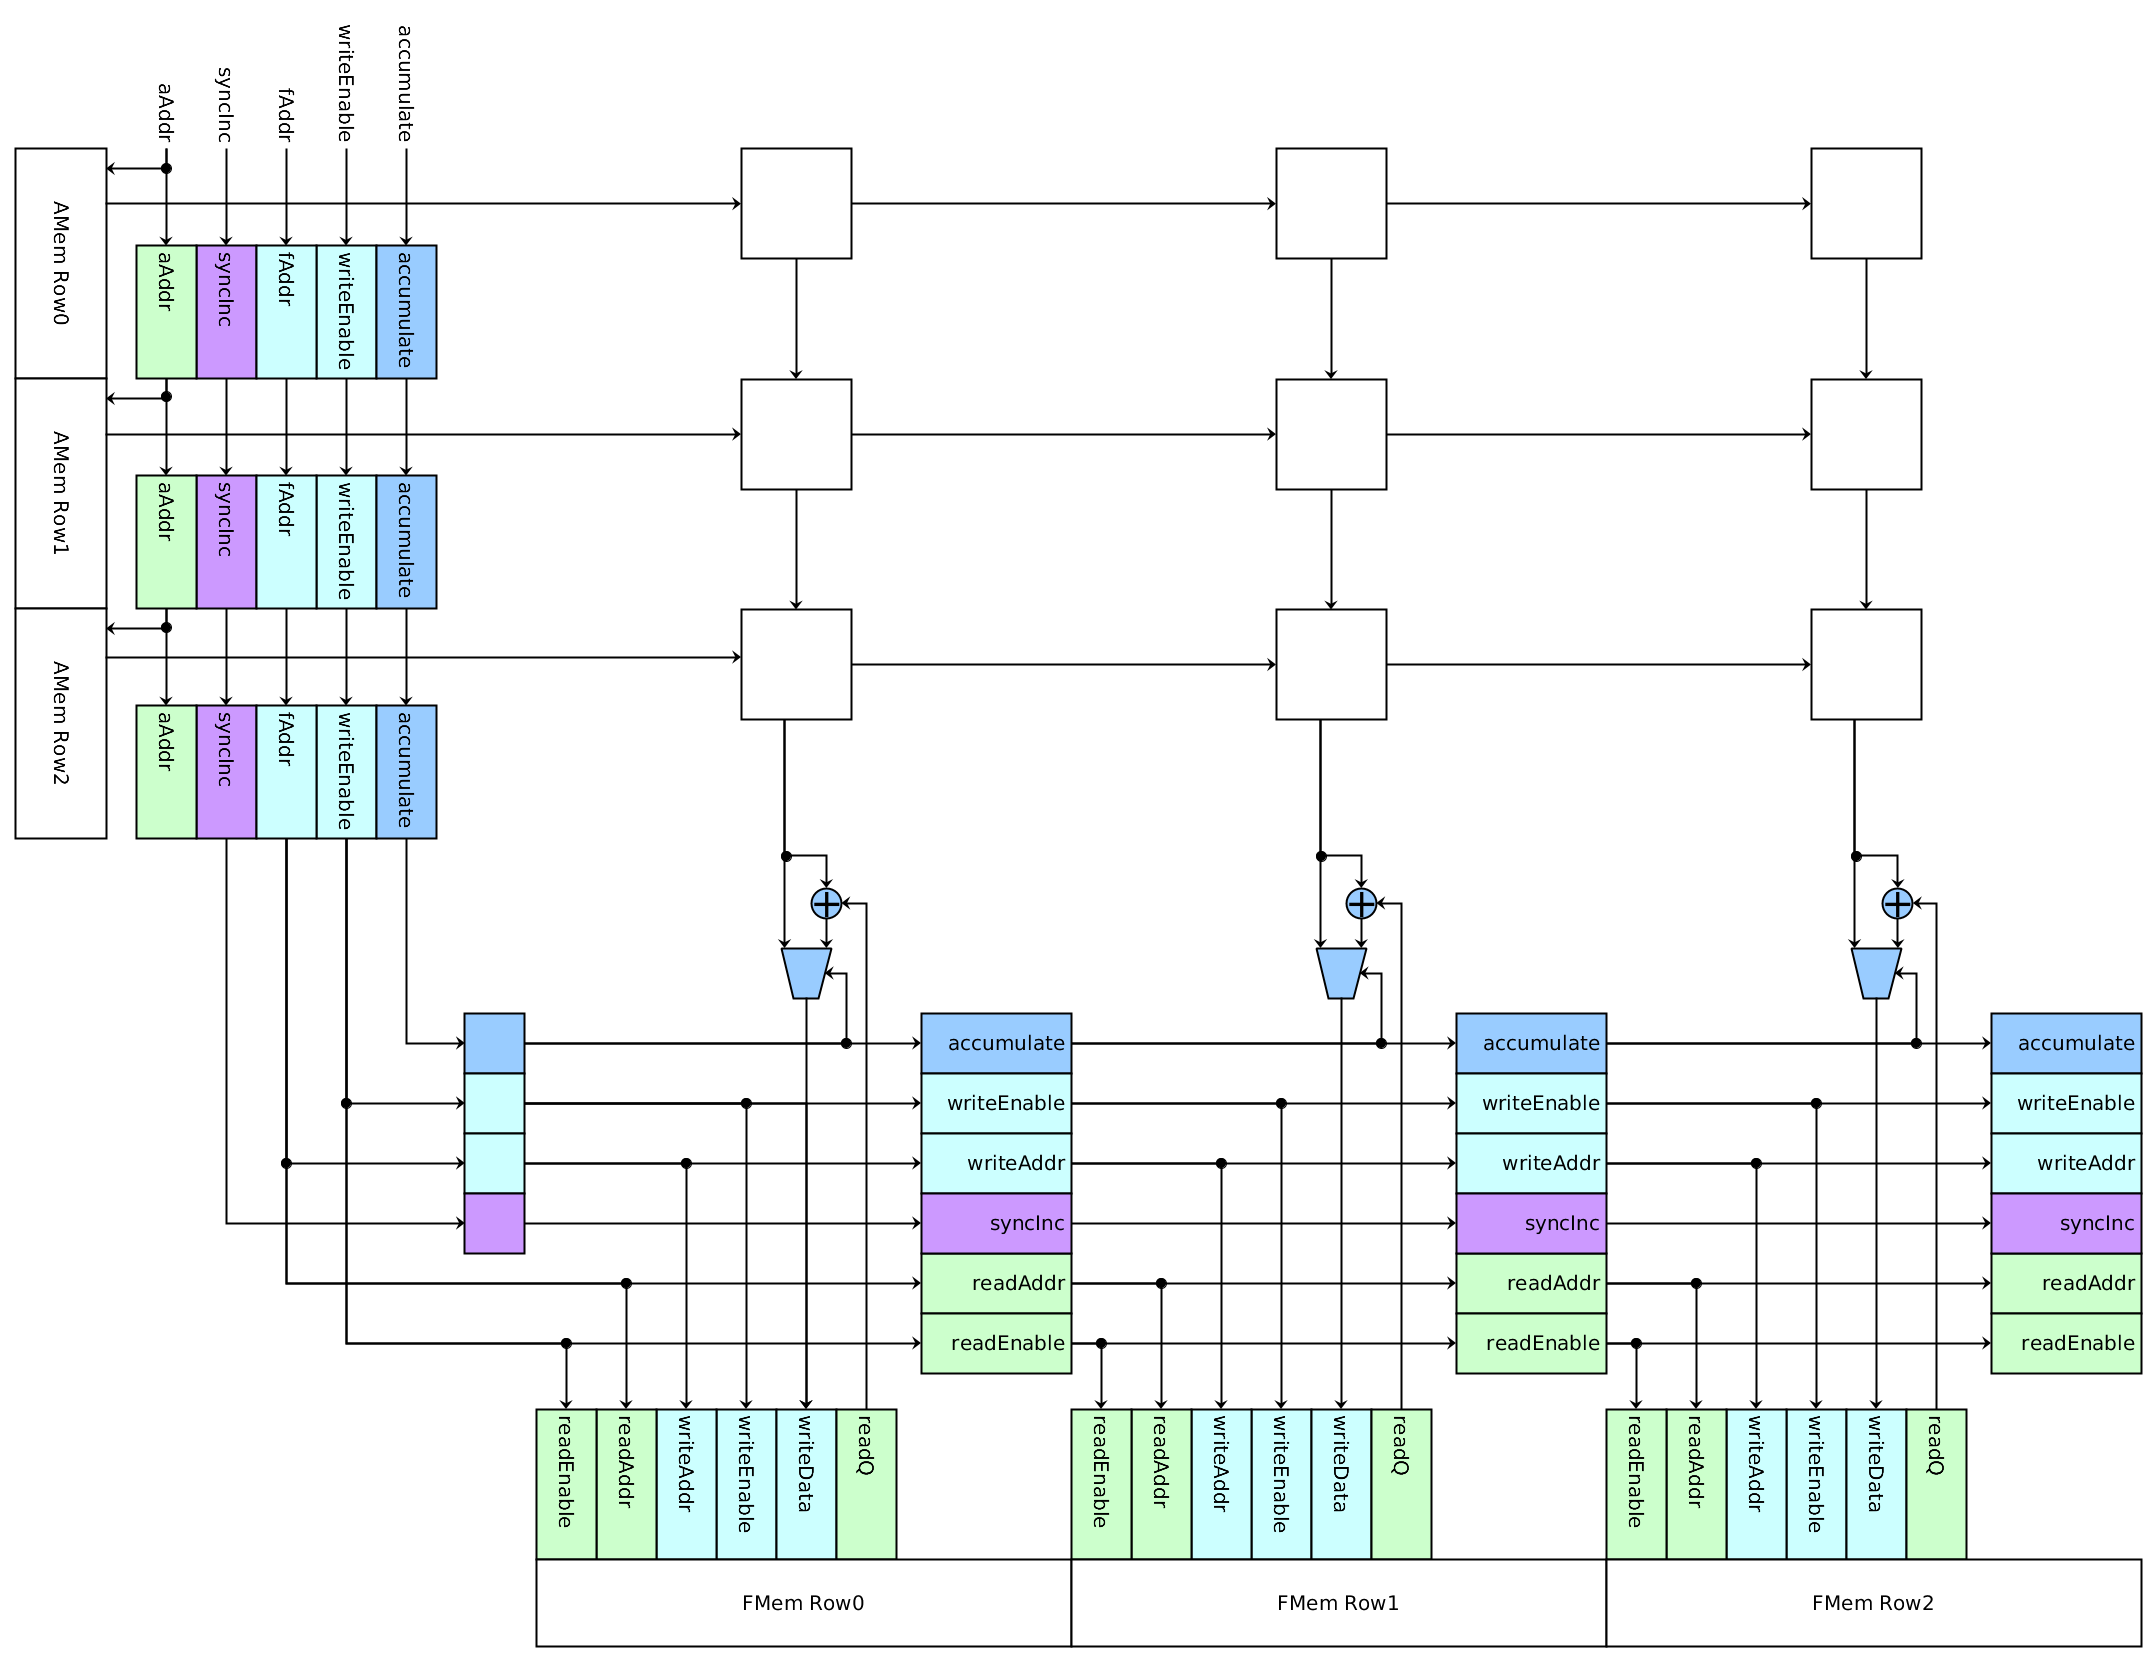 aAddr
syncInc
fAddr
writeEnable
accumulate
AMem Row0
aAddr
syncInc
fAddr
writeEnable
accumulate
AMem Row1
aAddr
syncInc
fAddr
writeEnable
accumulate
AMem Row2
aAddr
syncInc
fAddr
writeEnable
accumulate
accumulate
accumulate
accumulate
writeEnable
writeEnable
writeEnable
writeAddr
writeAddr
writeAddr
syncInc
syncInc
syncInc
readAddr
readAddr
readAddr
readEnable
readEnable
readEnable
readEnable
readAddr
writeAddr
writeEnable
writeData
readQ
readEnable
readAddr
writeAddr
writeEnable
writeData
readQ
readEnable
readAddr
writeAddr
writeEnable
writeData
readQ
FMem Row0
FMem Row1
FMem Row2